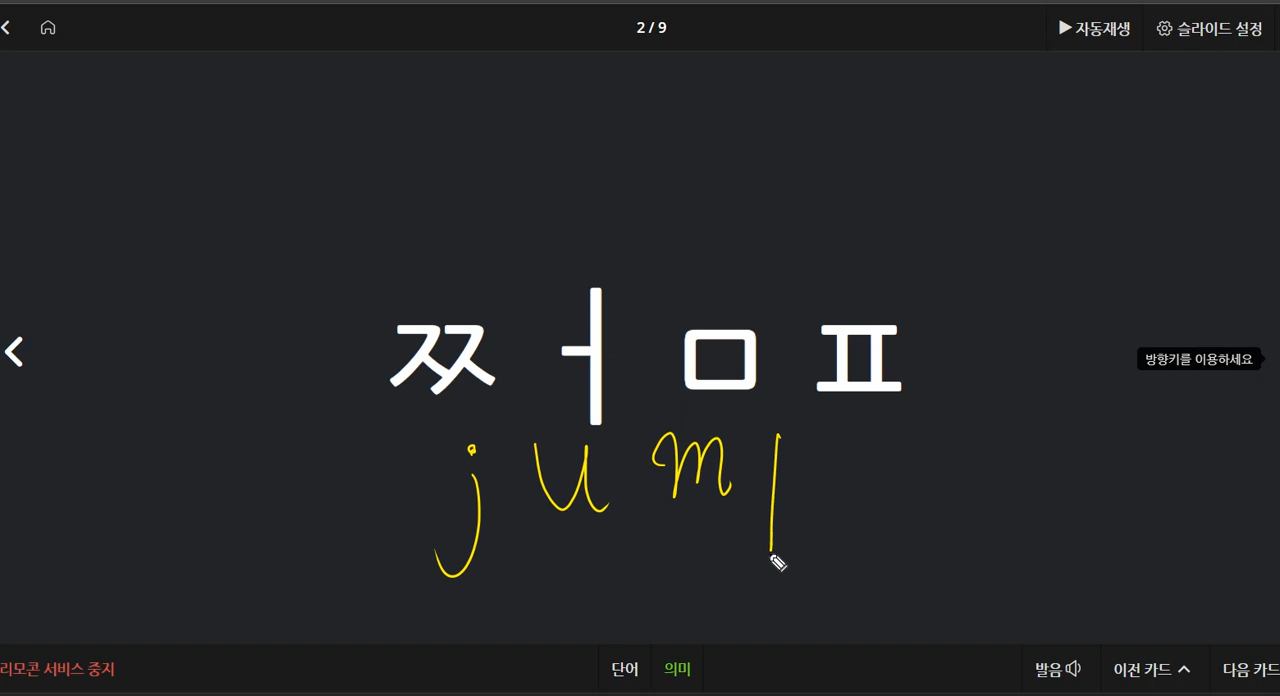 2 / 9
▶ 자동재생
슬라이드 설정
ㅉ ㅓ ㅁ ㅍ
방향키를 이용하세요
j u m
리모콘 서비스 중지
단어
의미
발음
이전 카드
다음 카드